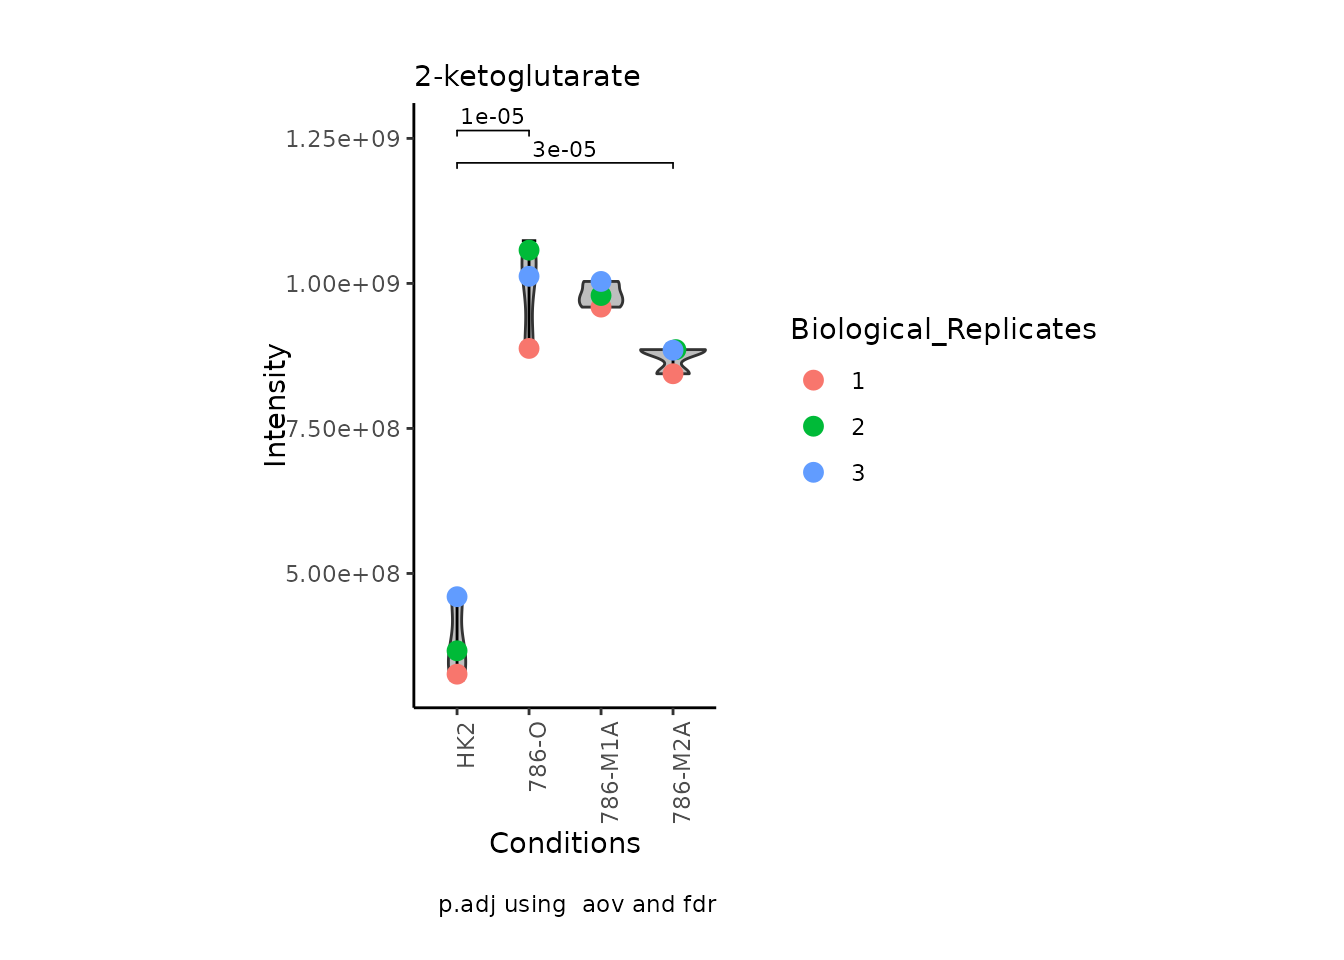 2-ketoglutarate
1e-05
3e-05
1.25e+09
1.00e+09
7.50e+08
5.00e+08
Intensity
HK2
786-O
786-M1A
786-M2A
Conditions
Biological_Replicates
1
2
3
p.adj using  aov and fdr